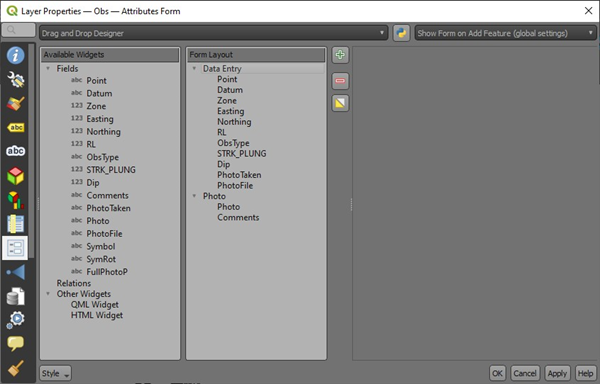 Layer Properties — Obs — Attributes Form
Drag and Drop Designer
Show Form on Add Feature (global settings)
Available Widgets
Fields
abc Point
abc Datum
123 Zone
123 Easting
123 Northing
123 RL
abc ObsType
123 STRK_PLUNG
123 Dip
abc Comments
abc PhotoTaken
abc Photo
abc PhotoFile
abc Symbol
abc SymRot
abc FullPhotoP
Relations
Other Widgets
QML Widget
HTML Widget
Form Layout
Data Entry
Point
Datum
Zone
Easting
Northing
RL
ObsType
STRK_PLUNG
Dip
PhotoTaken
PhotoFile
Photo
Photo
Comments
abc
abc
Style
OK
Cancel
Apply
Help